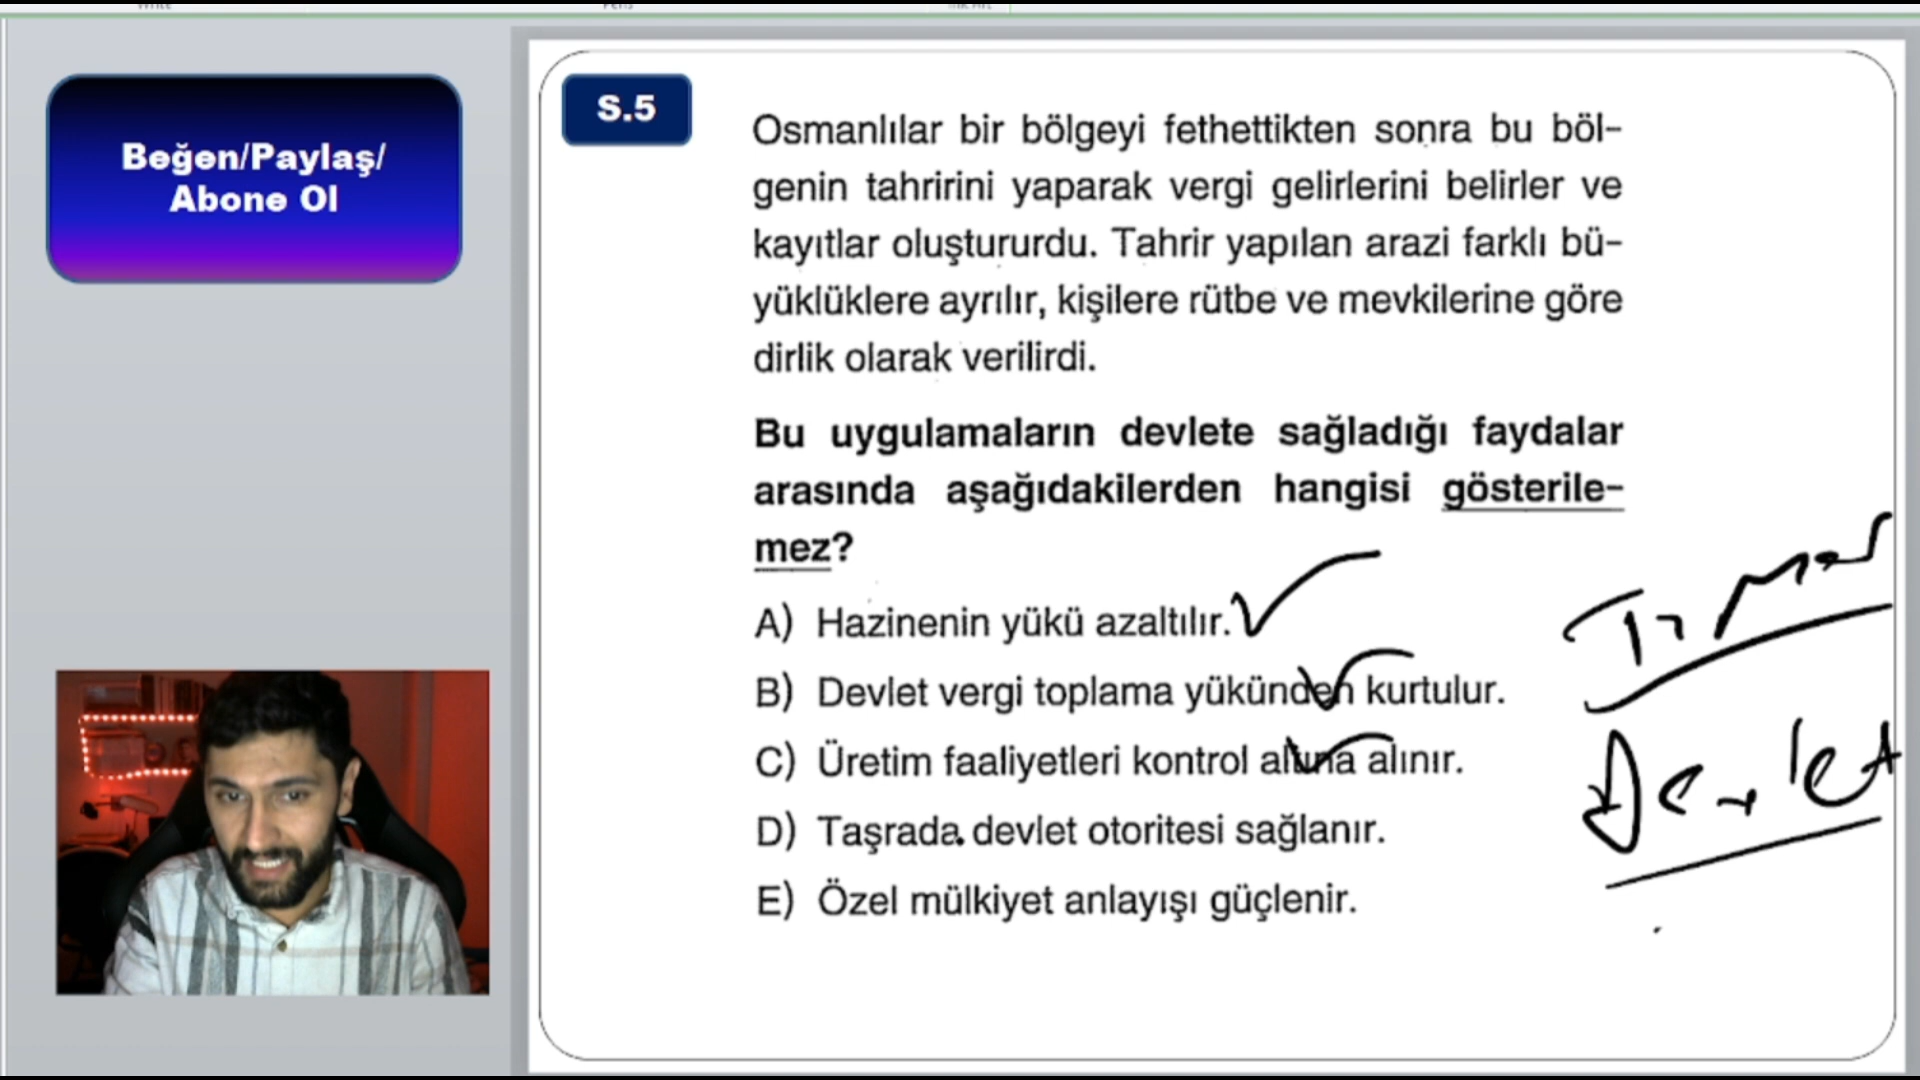 Beğen/Paylaş/
Abone Ol
S.5
Osmanlılar bir bölgeyi fethettikten sonra bu böl-
genin tahririni yaparak vergi gelirlerini belirler ve
kayıtlar oluştururdu. Tahrir yapılan arazi farklı bü-
yüklüklere ayrılır, kişilere rütbe ve mevkilerine göre
dirlik olarak verilirdi.
Bu uygulamaların devlete sağladığı faydalar
arasında aşağıdakilerden hangisi gösterile-
mez?
A) Hazinenin yükü azaltılır.
B) Devlet vergi toplama yükünden kurtulur.
C) Üretim faaliyetleri kontrol altına alınır.
D) Taşrada devlet otoritesi sağlanır.
E) Özel mülkiyet anlayışı güçlenir.
Tımar
Devlet